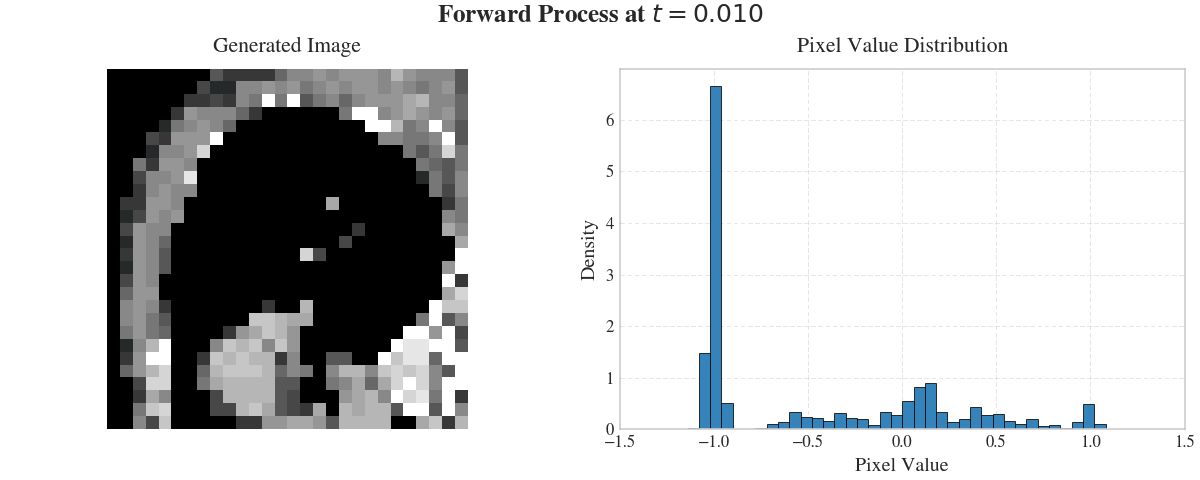 Forward Process at t = 0.010
Generated Image
Pixel Value Distribution
Density
6
5
4
3
2
1
0
−1.5
−1.0
−0.5
0.0
0.5
1.0
1.5
Pixel Value